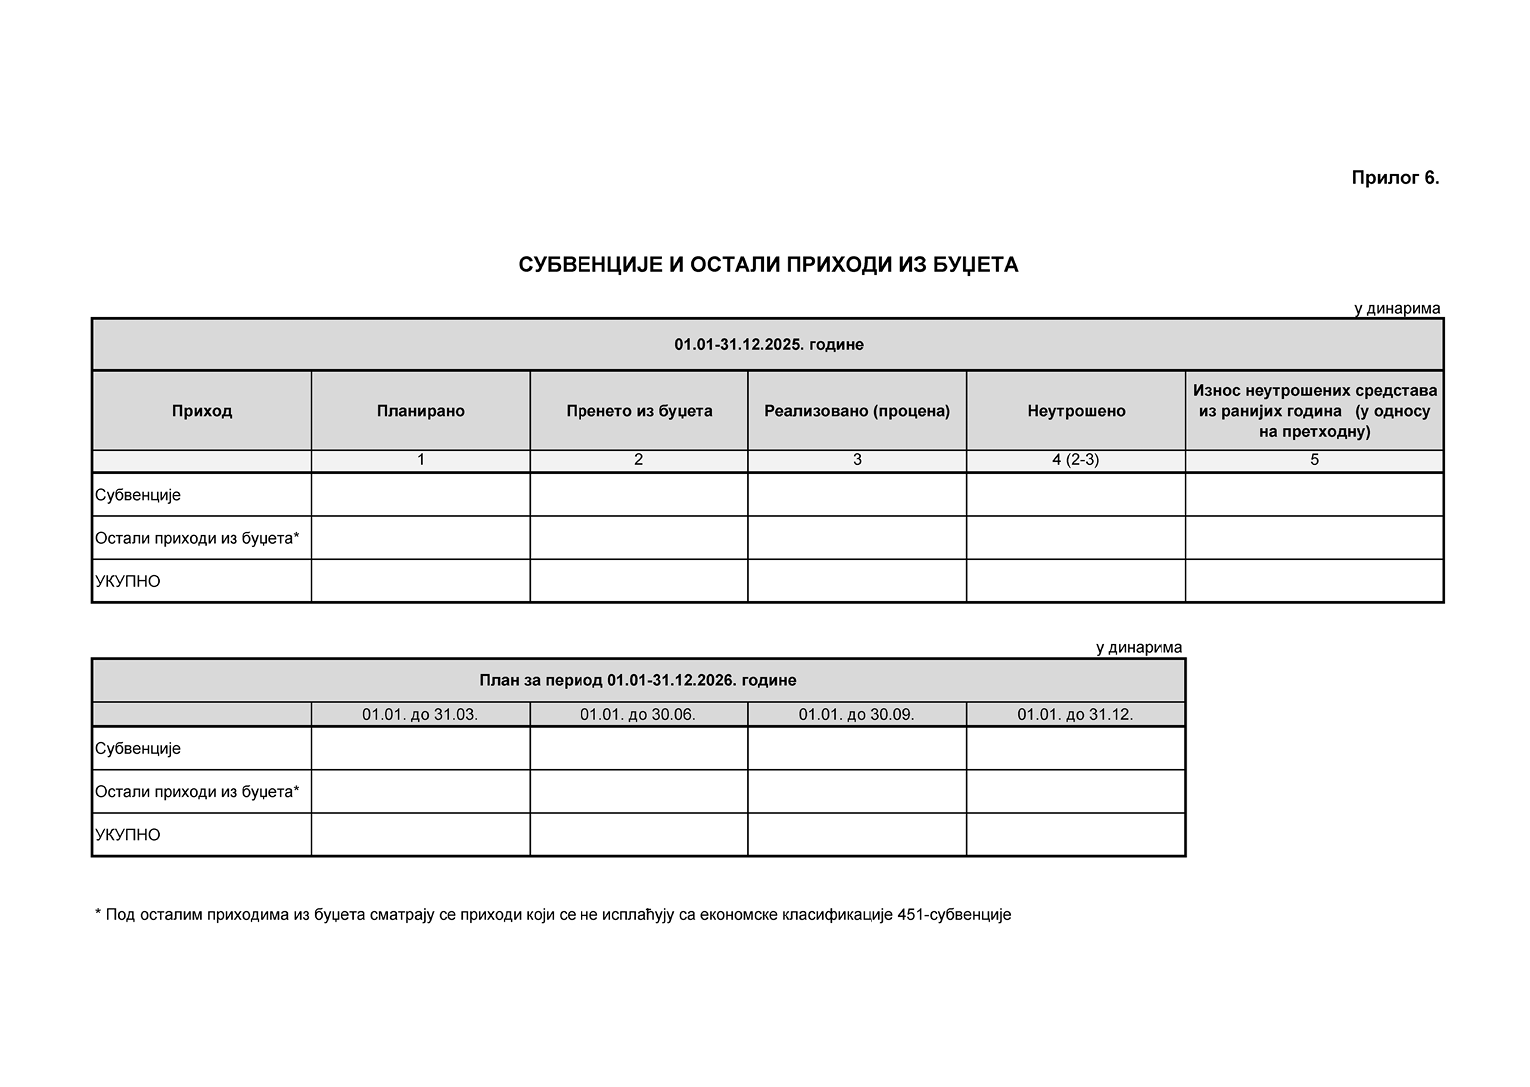 Прилог 6.
СУБВЕНЦИЈЕ И ОСТАЛИ ПРИХОДИ ИЗ БУЏЕТА
у динарима
01.01-31.12.2025. године
Приход
Планирано
Пренето из буџета
Реализовано (процена)
Неутрошено
Износ неутрошених средстава
из ранијих година (у односу
на претходну)
1
2
3
4 (2-3)
5
Субвенције
Остали приходи из буџета*
УКУПНО
у динарима
План за период 01.01-31.12.2026. године
01.01. до 31.03.
01.01. до 30.06.
01.01. до 30.09.
01.01. до 31.12.
Субвенције
Остали приходи из буџета*
УКУПНО
* Под осталим приходима из буџета сматрају се приходи који се не исплаћују са економске класификације 451-субвенције